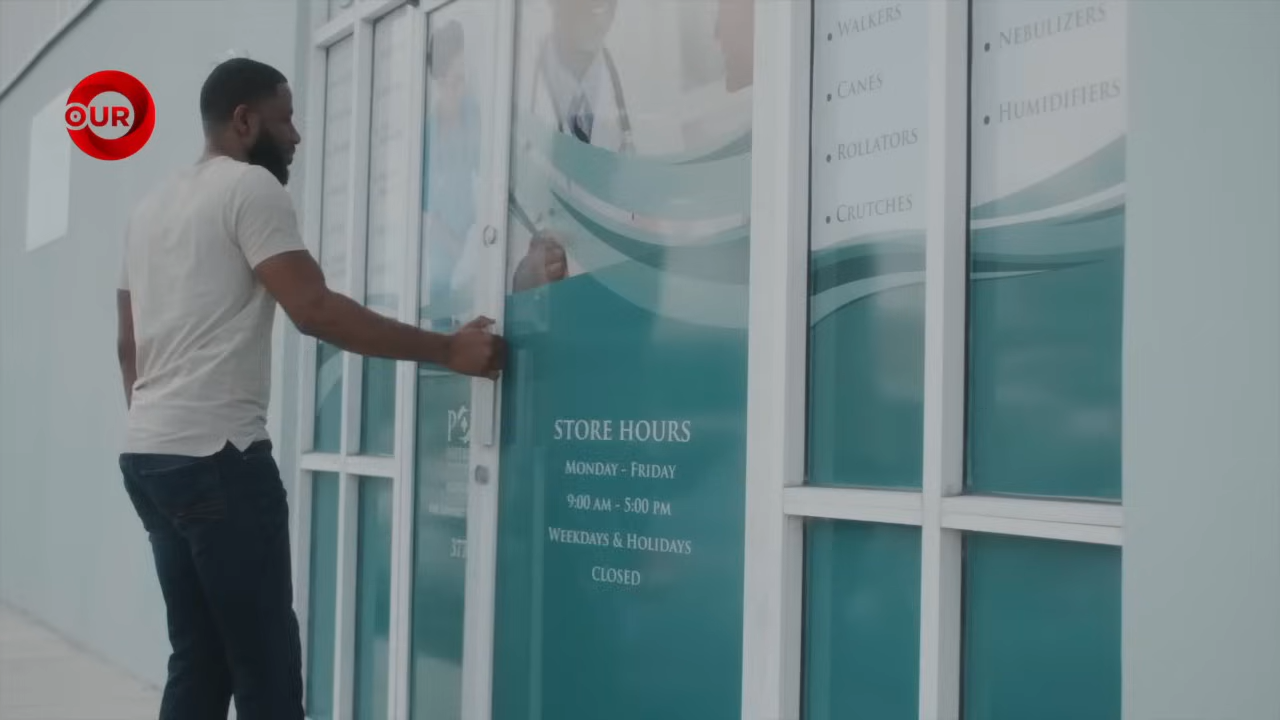 OUR
• WALKERS
• CANES
• ROLLATORS
• CRUTCHES
• NEBULIZERS
• HUMIDIFIERS
STORE HOURS
MONDAY - FRIDAY
9:00 AM - 5:00 PM
WEEKDAYS & HOLIDAYS
CLOSED